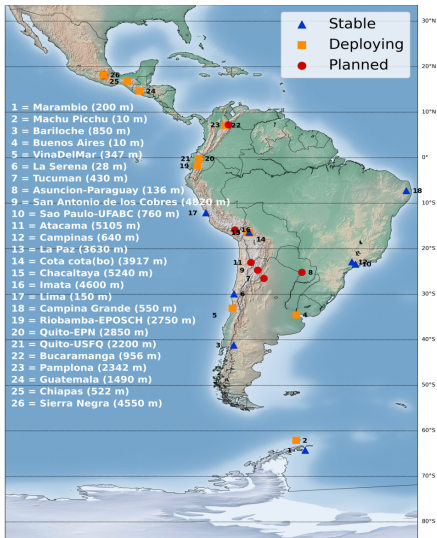 Stable
Deploying
Planned
30°N
20°N
10°N
0°
10°S
20°S
30°S
40°S
50°S
60°S
70°S
80°S
1 = Marambio (200 m)
2 = Machu Picchu (10 m)
3 = Bariloche (850 m)
4 = Buenos Aires (10 m)
5 = VinaDelMar (347 m)
6 = La Serena (28 m)
7 = Tucuman (430 m)
8 = Asuncion-Paraguay (136 m)
9 = San Antonio de los Cobres (4820 m)
10 = Sao Paulo-UFABC (760 m)
11 = Atacama (5105 m)
12 = Campinas (640 m)
13 = La Paz (3630 m)
14 = Cota cota(bo) (3917 m)
15 = Chacaltaya (5240 m)
16 = Imata (4600 m)
17 = Lima (150 m)
18 = Campina Grande (550 m)
19 = Riobamba-EPOSCH (2750 m)
20 = Quito-EPN (2850 m)
21 = Quito-USFQ (2200 m)
22 = Bucaramanga (956 m)
23 = Pamplona (2342 m)
24 = Guatemala (1490 m)
25 = Chiapas (522 m)
26 = Sierra Negra (4550 m)
26
25
24
23
22
21
20
19
18
17
16
14
12
10
11
9
8
7
6
5
4
3
2
1